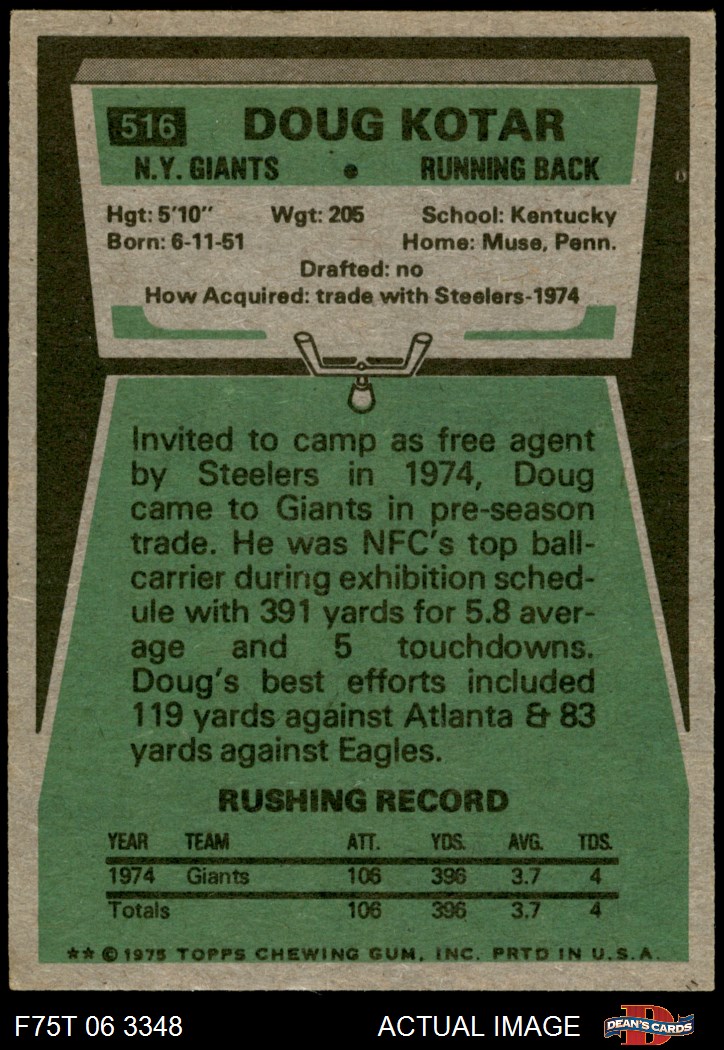 516 DOUG KOTAR
N.Y. GIANTS • RUNNING BACK
Hgt: 5'10" Wgt: 205 School: Kentucky
Born: 6-11-51 Home: Muse, Penn.
Drafted: no
How Acquired: trade with Steelers-1974
Invited to camp as free agent
by Steelers in 1974, Doug
came to Giants in pre-season
trade. He was NFC's top ball-
carrier during exhibition sched-
ule with 391 yards for 5.8 aver-
age and 5 touchdowns.
Doug's best efforts included
119 yards against Atlanta & 83
yards against Eagles.
RUSHING RECORD
YEAR TEAM ATT. YDS. AVG. TDS.
1974 Giants 106 396 3.7 4
Totals 106 396 3.7 4
** © 1975 TOPPS CHEWING GUM, INC. PRTD IN U.S.A.
F75T 06 3348 ACTUAL IMAGE D DEAN'S CARDS